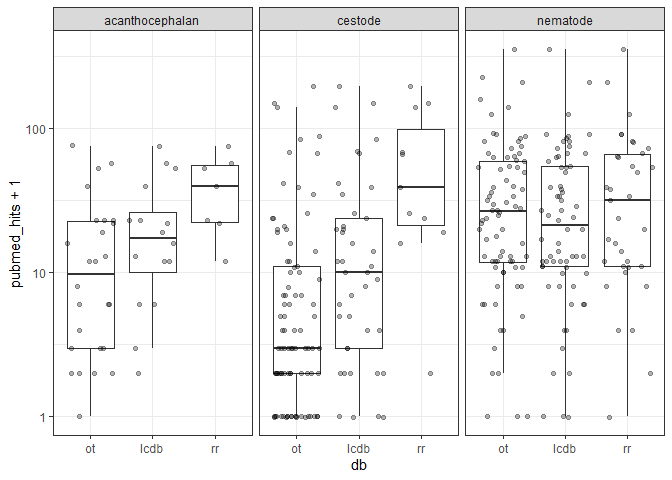 acanthocephalan cestode nematode
pubmed_hits + 1
100
10
1
ot lcdb rr ot lcdb rr ot lcdb rr
db